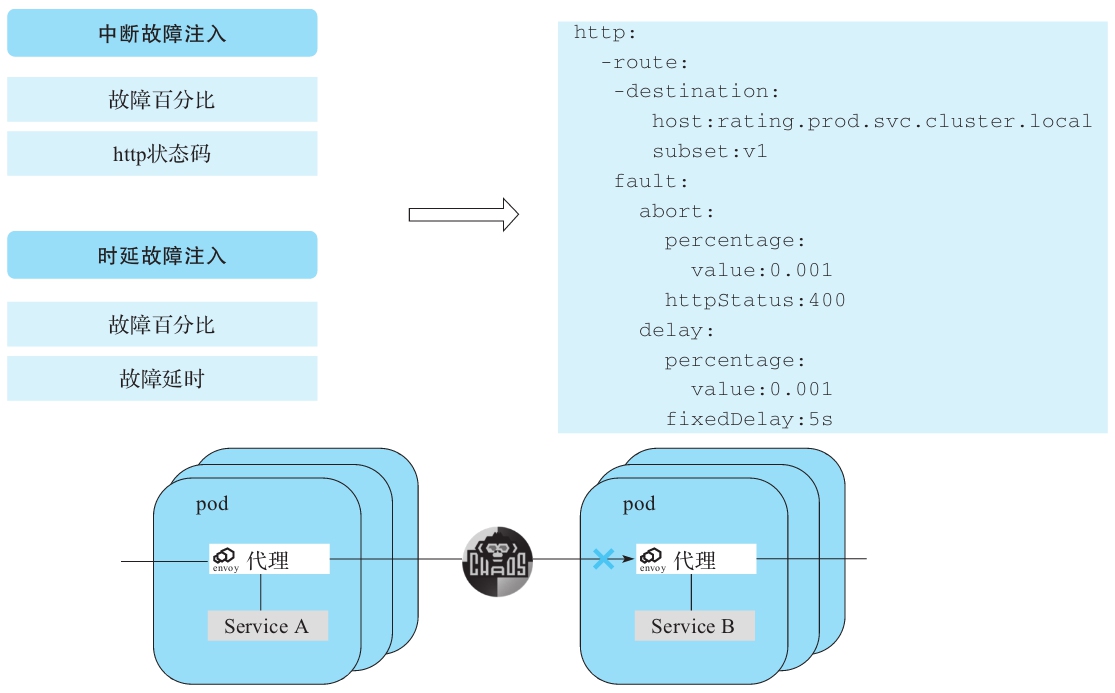 中断故障注入
故障百分比
http状态码
时延故障注入
故障百分比
故障延时
http:
-route:
-destination:
host:rating.prod.svc.cluster.local
subset:v1
fault:
abort:
percentage:
value:0.001
httpStatus:400
delay:
percentage:
value:0.001
fixedDelay:5s
pod
envoy 代理
Service A
CHAOS
pod
envoy 代理
Service B